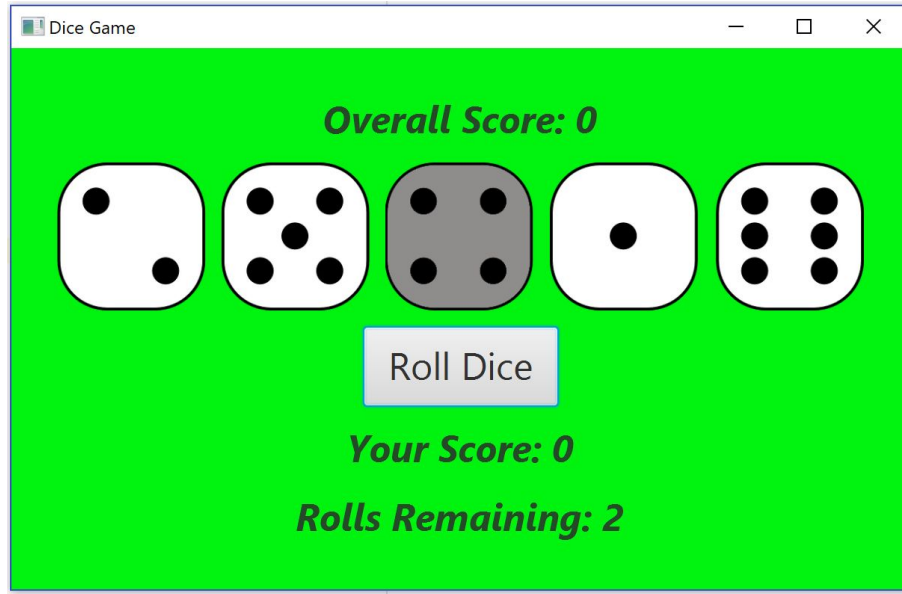 Dice Game
Overall Score: 0
Roll Dice
Your Score: 0
Rolls Remaining: 2